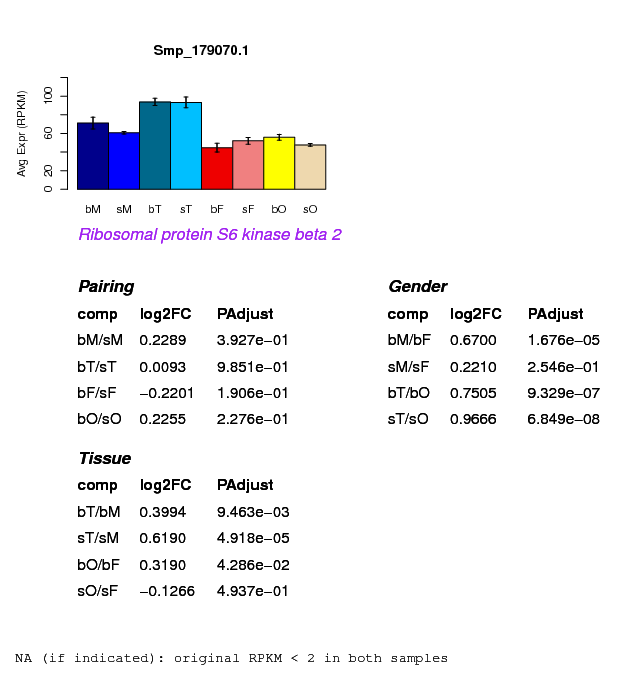 Smp_179070.1
Avg Expr (RPKM)
0 20 60 100
bM sM bT sT bF sF bO sO
Ribosomal protein S6 kinase beta 2
Pairing
comp log2FC PAdjust
bM/sM 0.2289 3.927e−01
bT/sT 0.0093 9.851e−01
bF/sF −0.2201 1.906e−01
bO/sO 0.2255 2.276e−01
Gender
comp log2FC PAdjust
bM/bF 0.6700 1.676e−05
sM/sF 0.2210 2.546e−01
bT/bO 0.7505 9.329e−07
sT/sO 0.9666 6.849e−08
Tissue
comp log2FC PAdjust
bT/bM 0.3994 9.463e−03
sT/sM 0.6190 4.918e−05
bO/bF 0.3190 4.286e−02
sO/sF −0.1266 4.937e−01
NA (if indicated): original RPKM < 2 in both samples